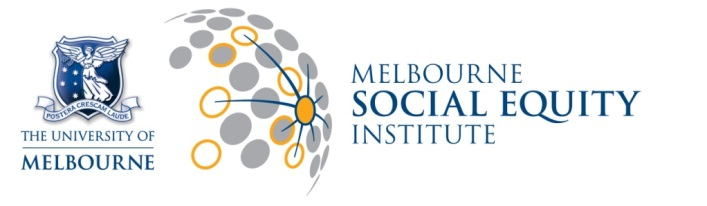 POSTERA CRESCAM LAUDE
THE UNIVERSITY OF
MELBOURNE
MELBOURNE
SOCIAL EQUITY
INSTITUTE